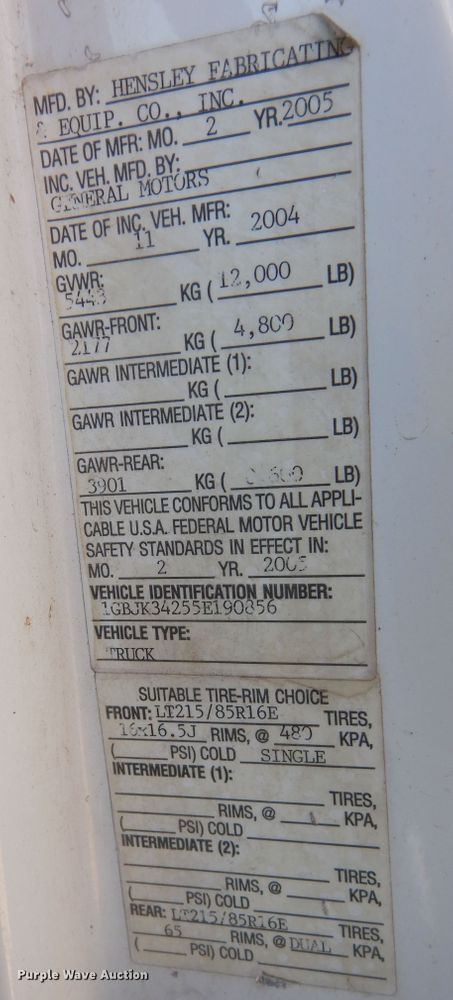 MFD. BY: HENSLEY FABRICATING
& EQUIP. CO., INC.
DATE OF MFR: MO. 2 YR. 2005
INC. VEH. MFD. BY:
GENERAL MOTORS
DATE OF INC. VEH. MFR:
MO. 11 YR. 2004
GVWR:
5443 KG ( 12,000 LB)
GAWR-FRONT:
2177 KG ( 4,800 LB)
GAWR INTERMEDIATE (1):
KG ( LB)
GAWR INTERMEDIATE (2):
KG ( LB)
GAWR-REAR:
3901 KG ( LB)
THIS VEHICLE CONFORMS TO ALL APPLI-
CABLE U.S.A. FEDERAL MOTOR VEHICLE
SAFETY STANDARDS IN EFFECT IN:
MO. 2 YR. 2005
VEHICLE IDENTIFICATION NUMBER:
1GBJK34255E190856
VEHICLE TYPE:
TRUCK
SUITABLE TIRE-RIM CHOICE
FRONT: LT215/85R16E TIRES,
16x16.5J RIMS, @ 480 KPA,
( PSI) COLD SINGLE
INTERMEDIATE (1):
TIRES,
RIMS, @ KPA,
( PSI) COLD
INTERMEDIATE (2):
TIRES,
RIMS, @ KPA,
( PSI) COLD
REAR: LT215/85R16E TIRES,
65 RIMS, @ DUAL KPA,
( PSI) COLD
Purple Wave Auction